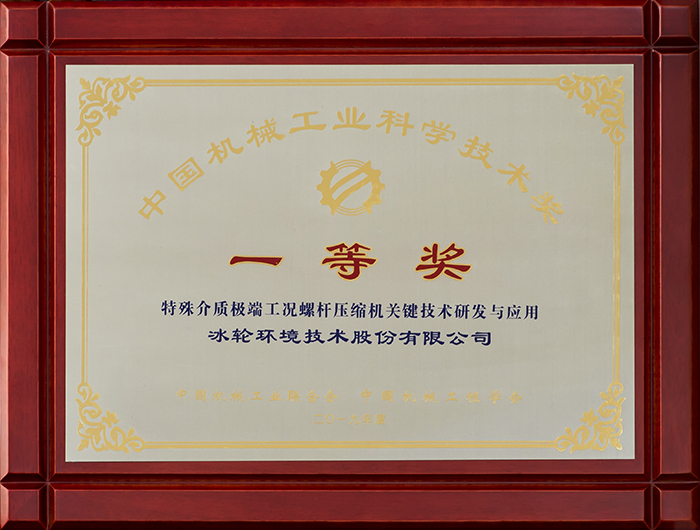 中国机械工业科学技术奖
一等奖
特殊介质极端工况螺杆压缩机关键技术研发与应用
冰轮环境技术股份有限公司
中国机械工业联合会 中国机械工程学会